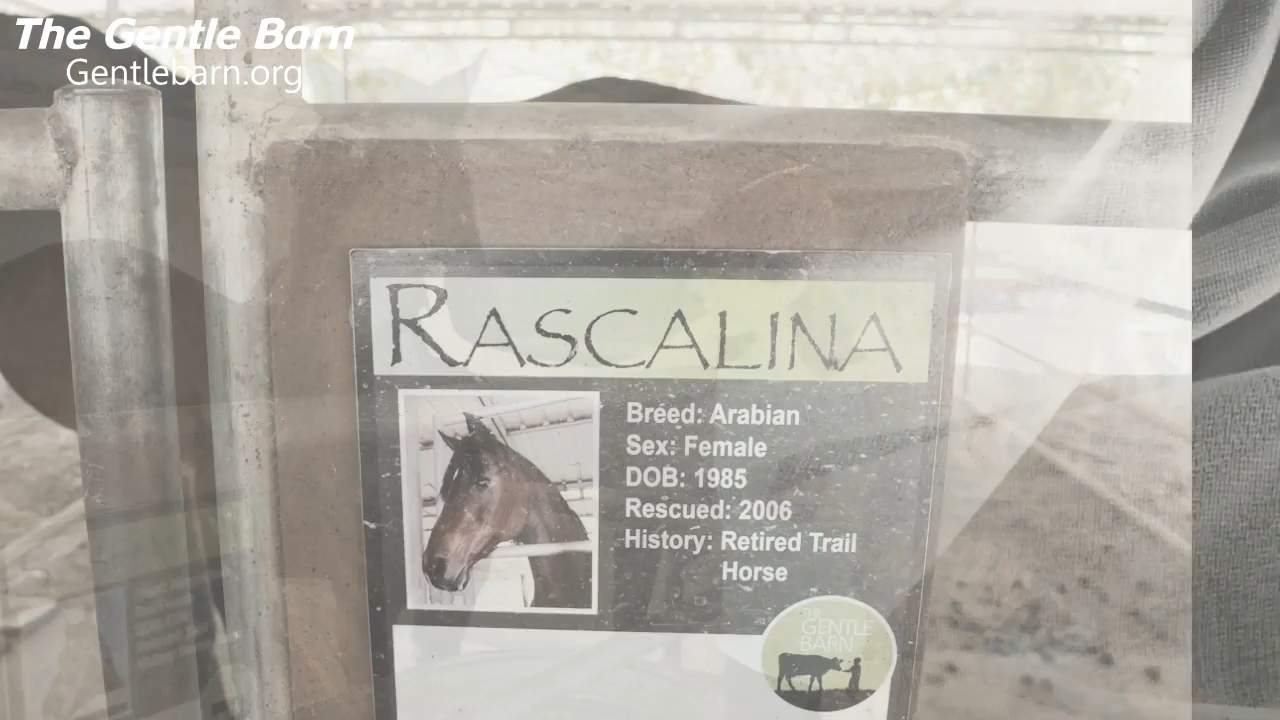 The Gentle Barn
Gentlebarn.org
RASCALINA
Breed: Arabian
Sex: Female
DOB: 1985
Rescued: 2006
History: Retired Trail
Horse
THE
GENTLE
BARN